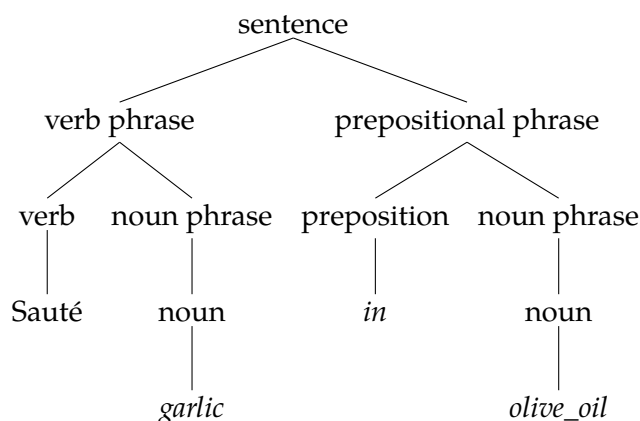 sentence
verb phrase prepositional phrase
verb noun phrase preposition noun phrase
Sauté noun in noun
garlic olive_oil